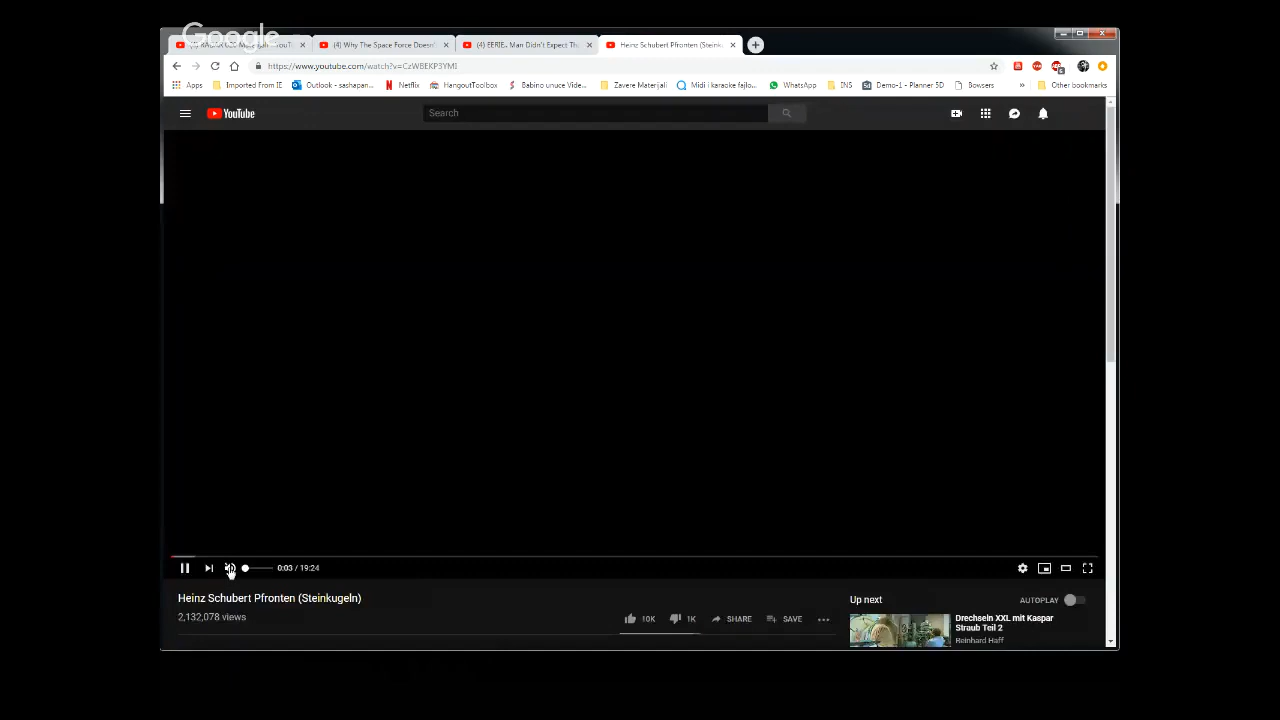 Google
(4) Why The Space Force Doesn'
(4) EERIE.. Man Didn't Expect Th
Heinz Schubert Pfronten (Steink
https://www.youtube.com/watch?v=CzWBEKP3YMI
Apps Imported From IE Outlook - sashapan... Netflix HangoutToolbox Babino unuce Vide... Zavere Materijali Midi i karaoke fajlo... WhatsApp INS Demo-1 - Planner 5D Bowsers » Other bookmarks
YouTube
Search
0:03 / 19:24
Heinz Schubert Pfronten (Steinkugeln)
2,132,078 views
10K 1K SHARE SAVE
Up next
AUTOPLAY
Drechseln XXL mit Kaspar
Straub Teil 2
Reinhard Haff